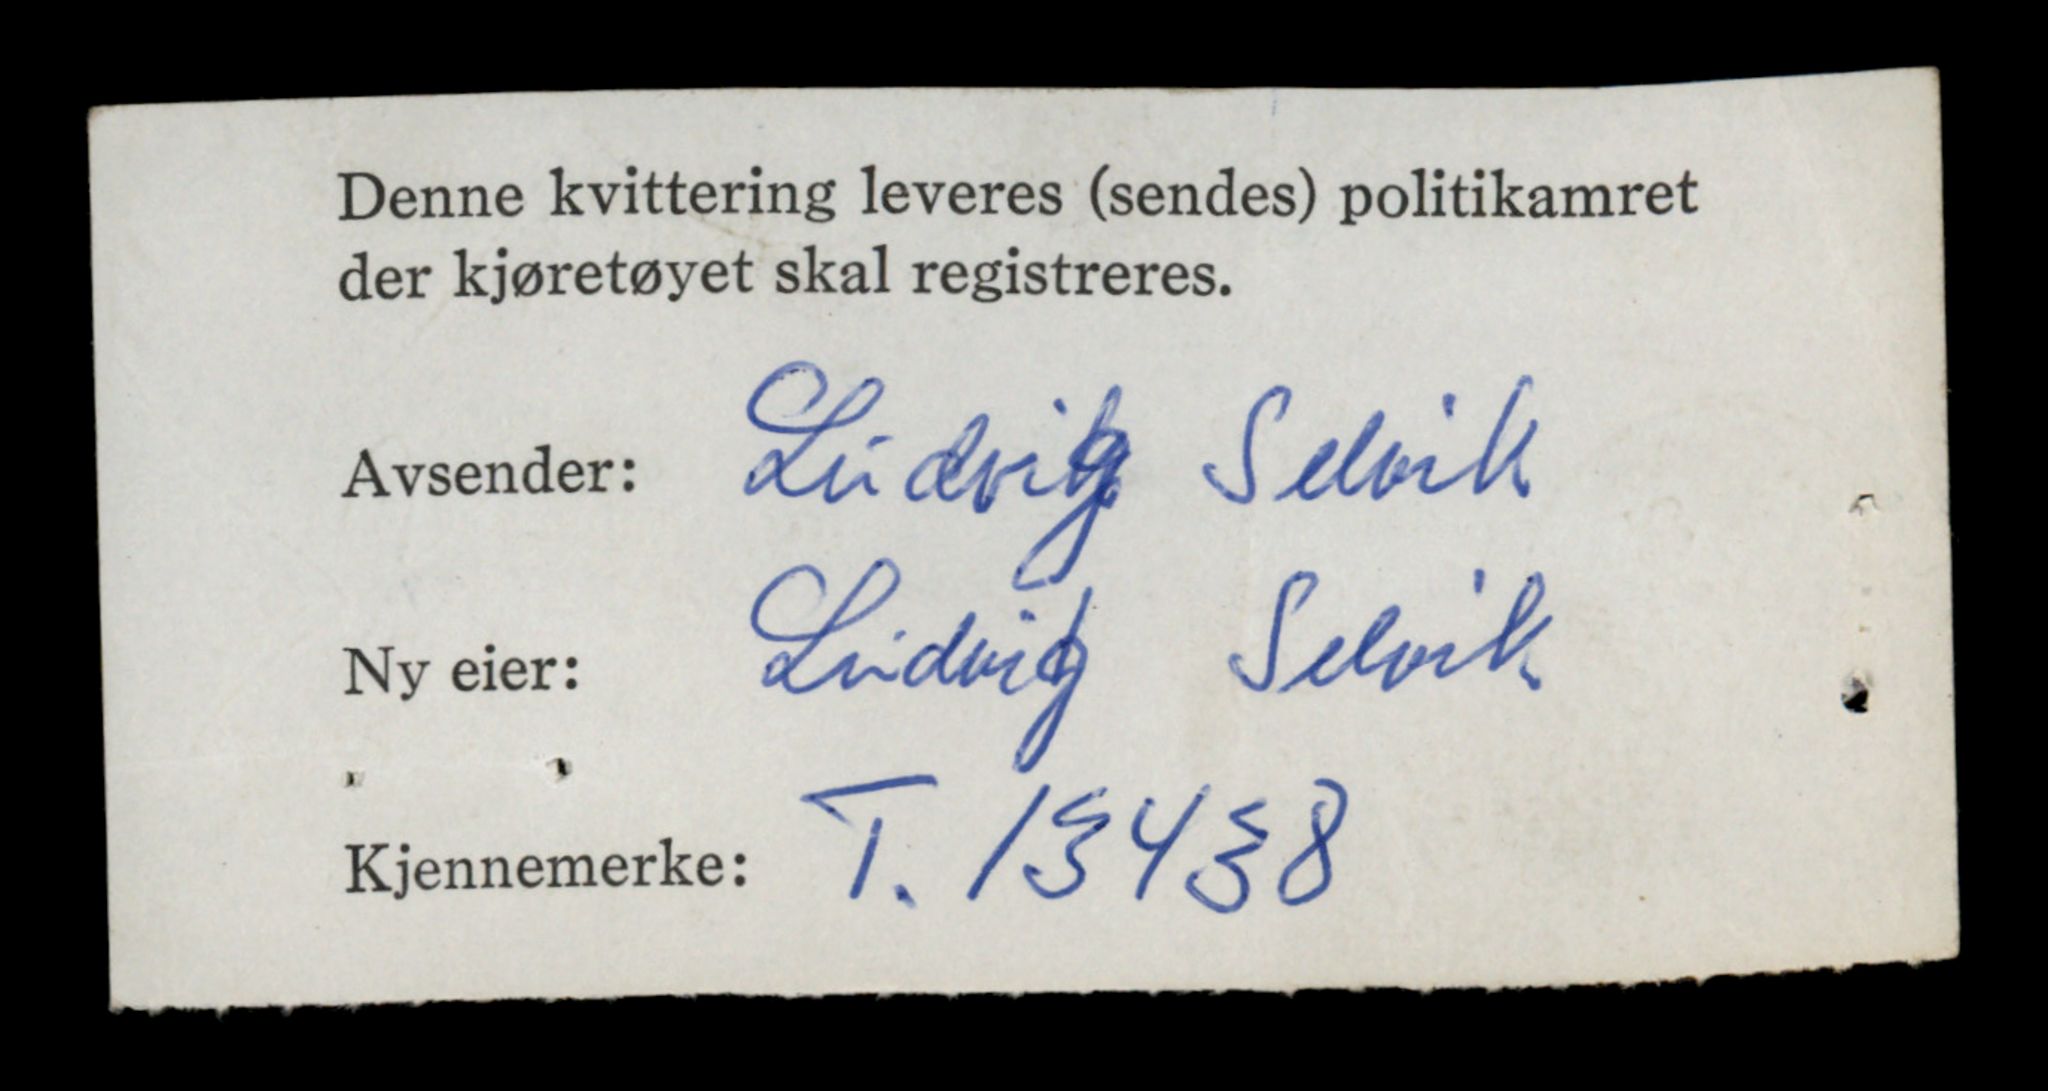 Denne kvittering leveres (sendes) politikamret
der kjøretøyet skal registreres.
Avsender: Ludvig Selvik
Ny eier: Ludvig Selvik
Kjennemerke: T. 13438